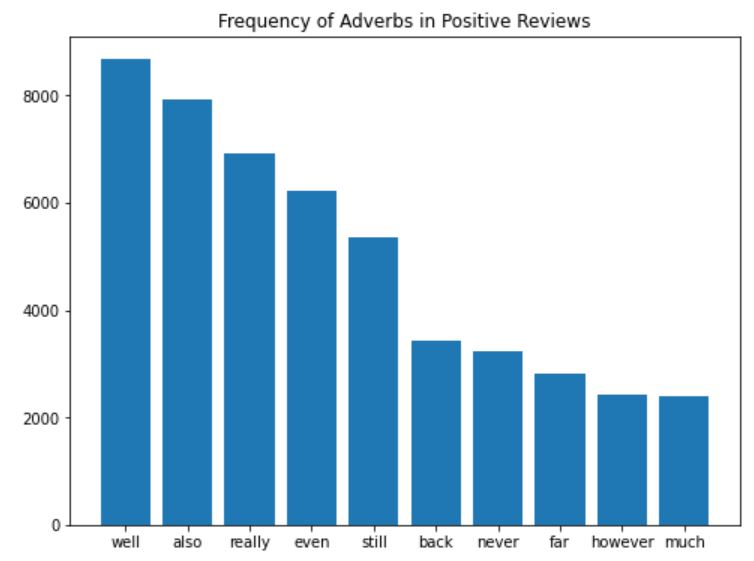 Frequency of Adverbs in Positive Reviews
8000
6000
4000
2000
0
well also really even still back never far however much